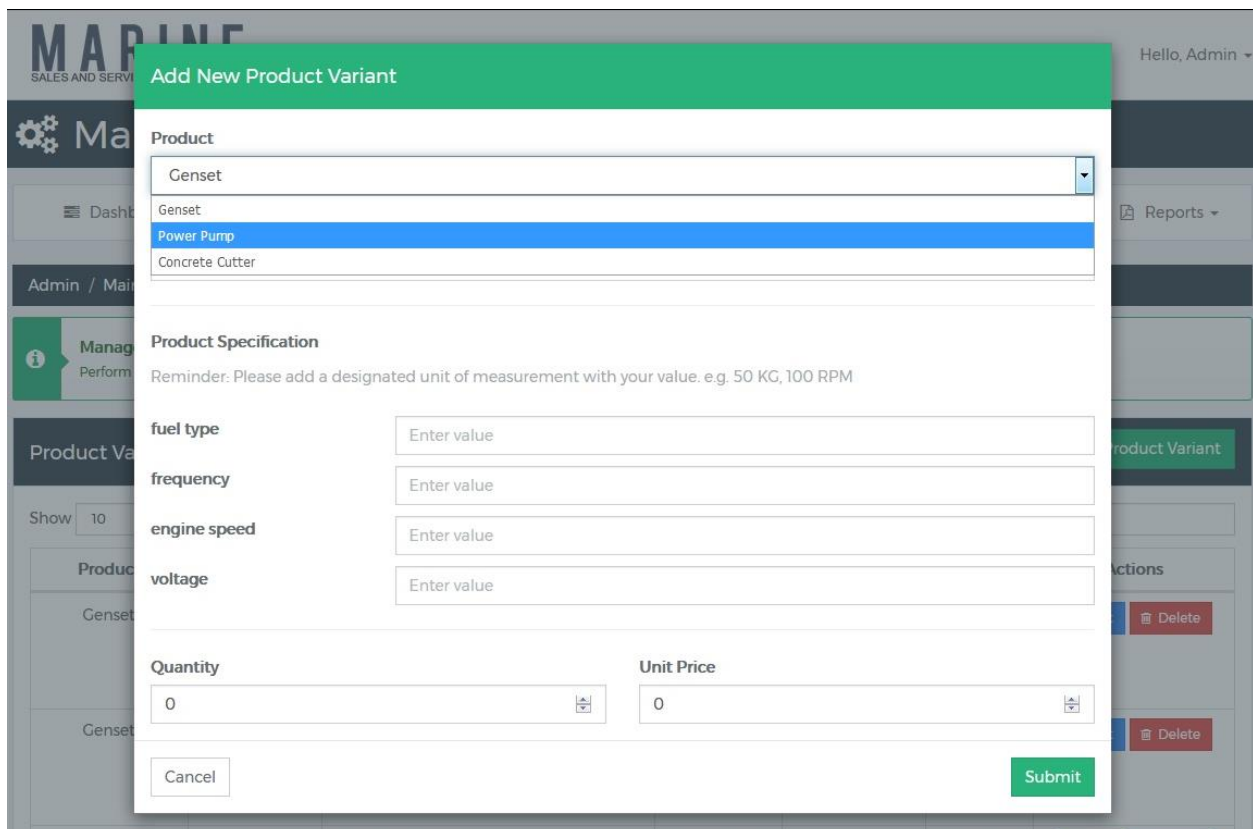 MARINE
SALES AND SERVI
Hello, Admin
Add New Product Variant
Ma
Product
Genset
Dashb
Genset
Reports
Power Pump
Concrete Cutter
Admin / Mai
Product Specification
Manag
Perform
Reminder: Please add a designated unit of measurement with your value. e.g. 50 KG, 100 RPM
fuel type
Enter value
Product Va
roduct Variant
frequency
Enter value
Show 10
engine speed
Enter value
Produc
voltage
Enter value
Actions
Genset
Delete
Quantity
Unit Price
0
0
Genset
Delete
Cancel
Submit